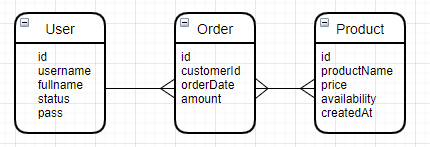 User
id
username
fullname
status
pass
Order
id
customerId
orderDate
amount
Product
id
productName
price
availability
createdAt